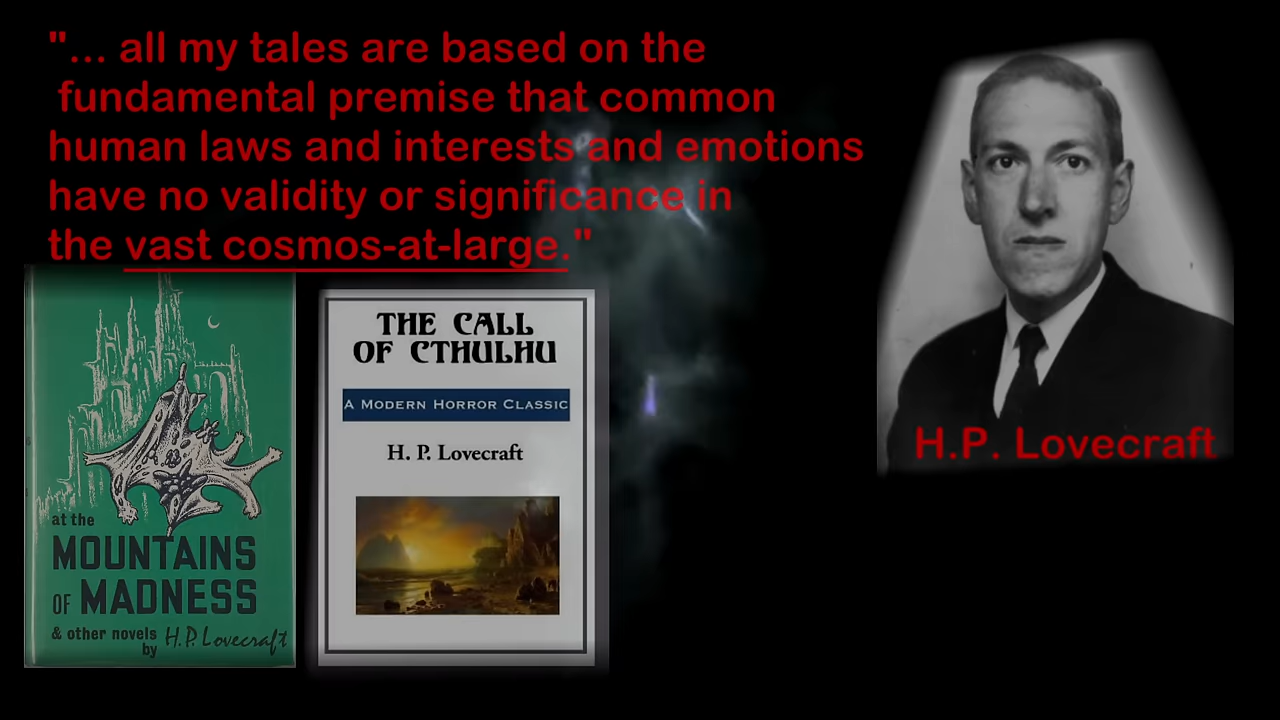 "... all my tales are based on the
fundamental premise that common
human laws and interests and emotions
have no validity or significance in
the vast cosmos-at-large."
H.P. Lovecraft
at the
MOUNTAINS
OF MADNESS
& other novels
by H.P. Lovecraft
THE CALL
OF CTHULHU
A MODERN HORROR CLASSIC
H. P. Lovecraft